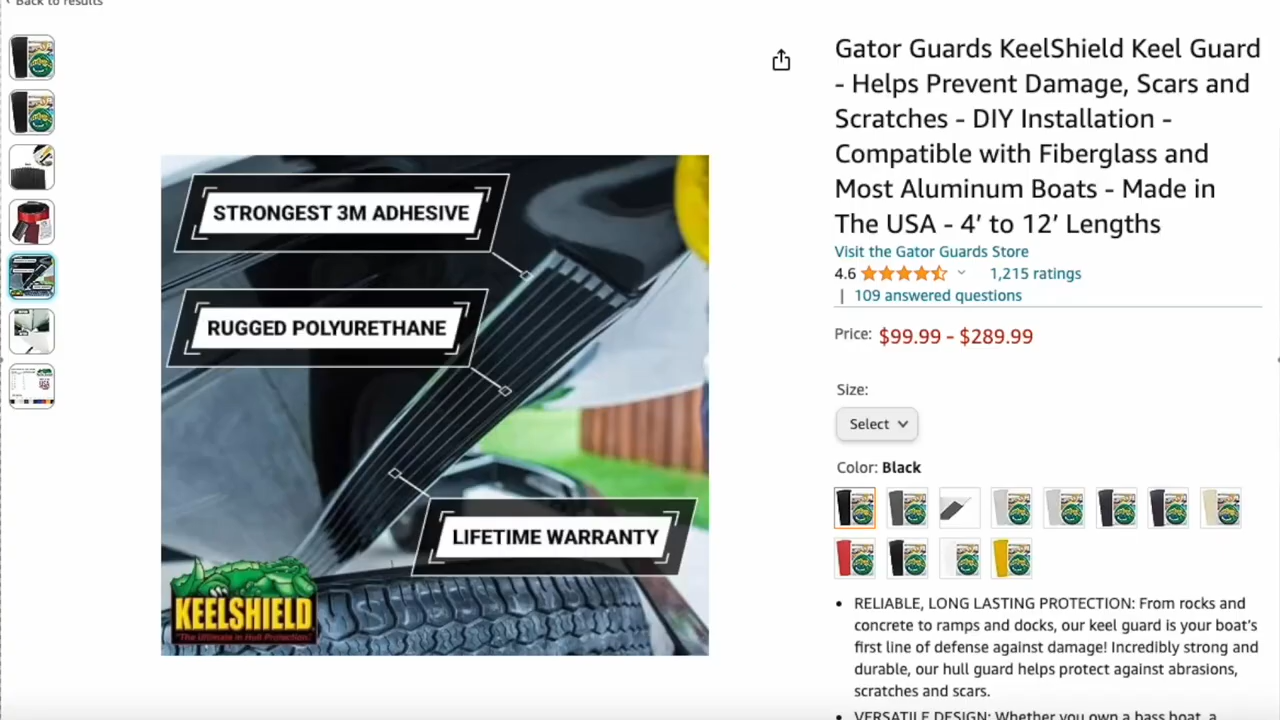 Back to results
Gator Guards KeelShield Keel Guard
- Helps Prevent Damage, Scars and
Scratches - DIY Installation -
Compatible with Fiberglass and
Most Aluminum Boats - Made in
The USA - 4’ to 12’ Lengths
Visit the Gator Guards Store
4.6 1,215 ratings
| 109 answered questions
Price: $99.99 - $289.99
Size:
Select
Color: Black
RELIABLE, LONG LASTING PROTECTION: From rocks and
concrete to ramps and docks, our keel guard is your boat’s
first line of defense against damage! Incredibly strong and
durable, our hull guard helps protect against abrasions,
scratches and scars.
VERSATILE DESIGN: Whether you own a bass boat, a
STRONGEST 3M ADHESIVE
RUGGED POLYURETHANE
LIFETIME WARRANTY
KEELSHIELD
"The Ultimate in Hull Protection."